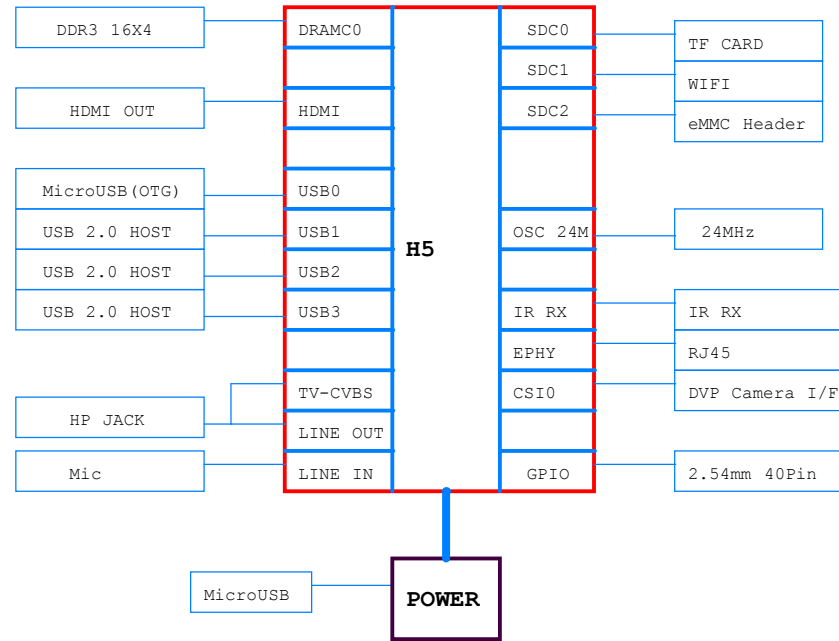 DDR3 16X4
DRAMC0
SDC0
TF CARD
SDC1
WIFI
HDMI OUT
HDMI
SDC2
eMMC Header
MicroUSB(OTG)
USB0
USB 2.0 HOST
USB1
H5
OSC 24M
24MHz
USB 2.0 HOST
USB2
USB 2.0 HOST
USB3
IR RX
IR RX
EPHY
RJ45
TV-CVBS
CSI0
DVP Camera I/F
HP JACK
LINE OUT
Mic
LINE IN
GPIO
2.54mm 40Pin
MicroUSB
POWER